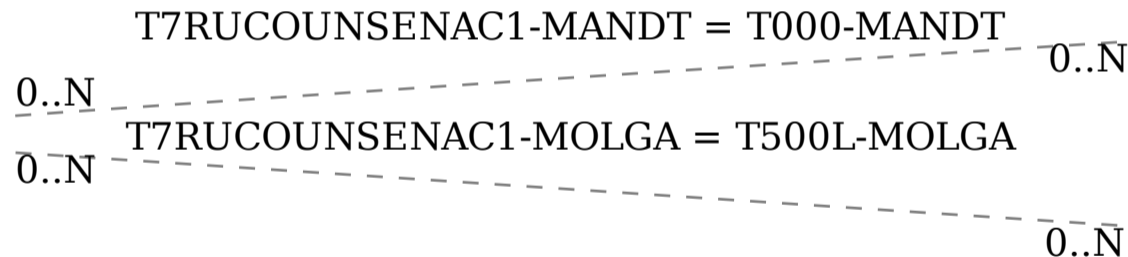 T7RUCOUNSENAC1-MANDT = T000-MANDT
0..N
0..N
T7RUCOUNSENAC1-MOLGA = T500L-MOLGA
0..N
0..N